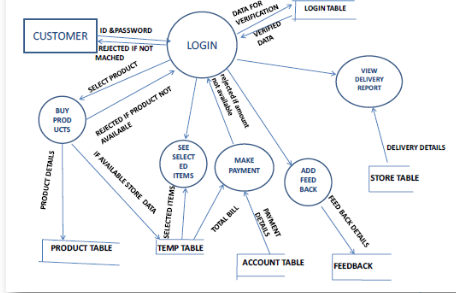 DATA FOR
VERIFICATION
LOGIN TABLE
CUSTOMER
ID &PASSWORD
REJECTED IF NOT
MACHED
LOGIN
VERIFIED
DATA
SELECT PRODUCT
REJECTED IF PRODUCT NOT
AVAILABLE
rejected if amount
not available
VIEW
DELIVERY
REPORT
BUY
PROD
UCTS
SEE
SELECT
ED
ITEMS
MAKE
PAYMENT
ADD
FEED
BACK
DELIVERY DETAILS
STORE TABLE
PRODUCT DETAILS
IF AVAILABLE STORE DATA
SELECTED ITEMS
TOTAL BILL
PAYMENT
DETAILS
FEED BACK DETAILS
PRODUCT TABLE
TEMP TABLE
ACCOUNT TABLE
FEEDBACK